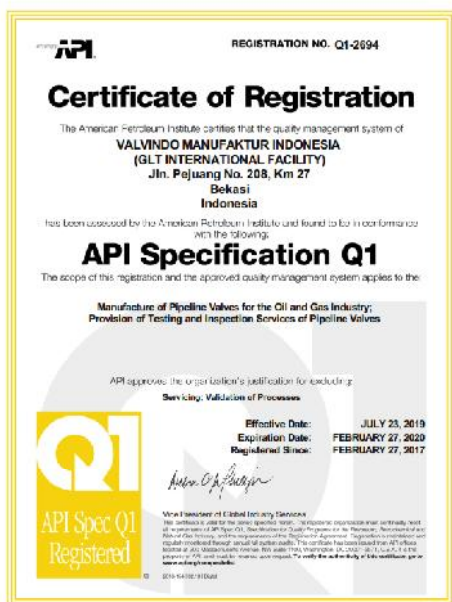 API.
REGISTRATION NO. Q1-2694
Certificate of Registration
The American Petroleum Institute certifies that the quality management system of
VALVINDO MANUFAKTUR INDONESIA
(GLT INTERNATIONAL FACILITY)
Jln. Pejuang No. 208, Km 27
Bekasi
Indonesia
has been assessed by the American Petroleum Institute and found to be in conformance
with the following:
API Specification Q1
The scope of this registration and the approved quality management system applies to the
Manufacture of Pipeline Valves for the Oil and Gas Industry;
Provision of Testing and Inspection Services of Pipeline Valves
API approves the organization's justification for excluding:
Servicing; Validation of Processes
Effective Date: JULY 23, 2019
Expiration Date: FEBRUARY 27, 2020
Registered Since: FEBRUARY 27, 2017
Q1
API Spec Q1
Registered
Vice President of Global Industry Services